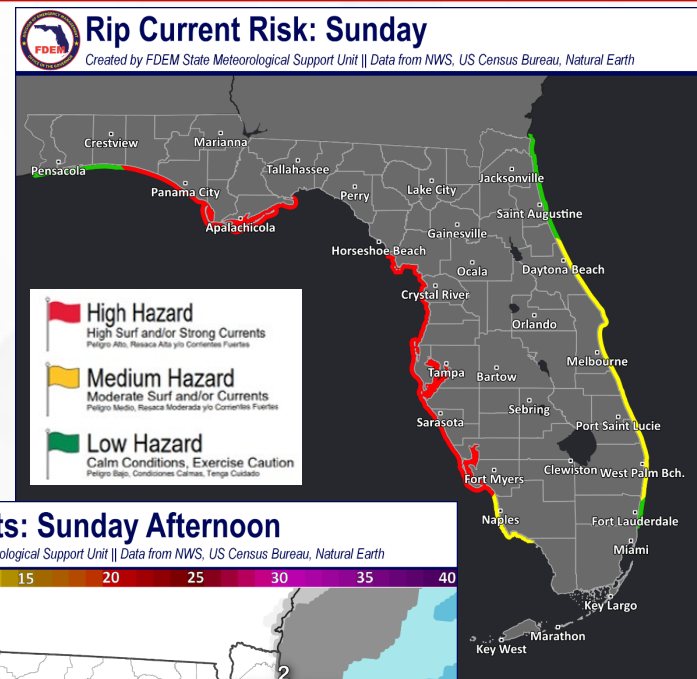 FDEM
Rip Current Risk: Sunday
Created by FDEM State Meteorological Support Unit || Data from NWS, US Census Bureau, Natural Earth
Crestview
Marianna
Pensacola
Tallahassee
Jacksonville
Panama City
Perry
Lake City
Saint Augustine
Apalachicola
Gainesville
Horseshoe Beach
Ocala
Daytona Beach
Crystal River
Orlando
Melbourne
Tampa
Bartow
Sebring
Sarasota
Port Saint Lucie
Clewiston
West Palm Bch.
Fort Myers
Naples
Fort Lauderdale
Miami
Key Largo
Marathon
Key West
High Hazard
High Surf and/or Strong Currents
Peligro Alto, Resaca Alta y/o Corrientes Fuertes
Medium Hazard
Moderate Surf and/or Currents
Peligro Medio, Resaca Moderada y/o Corrientes Fuertes
Low Hazard
Calm Conditions, Exercise Caution
Peligro Bajo, Condiciones Calmas, Tenga Cuidado
ts: Sunday Afternoon
ological Support Unit || Data from NWS, US Census Bureau, Natural Earth
15 20 25 30 35 40
2